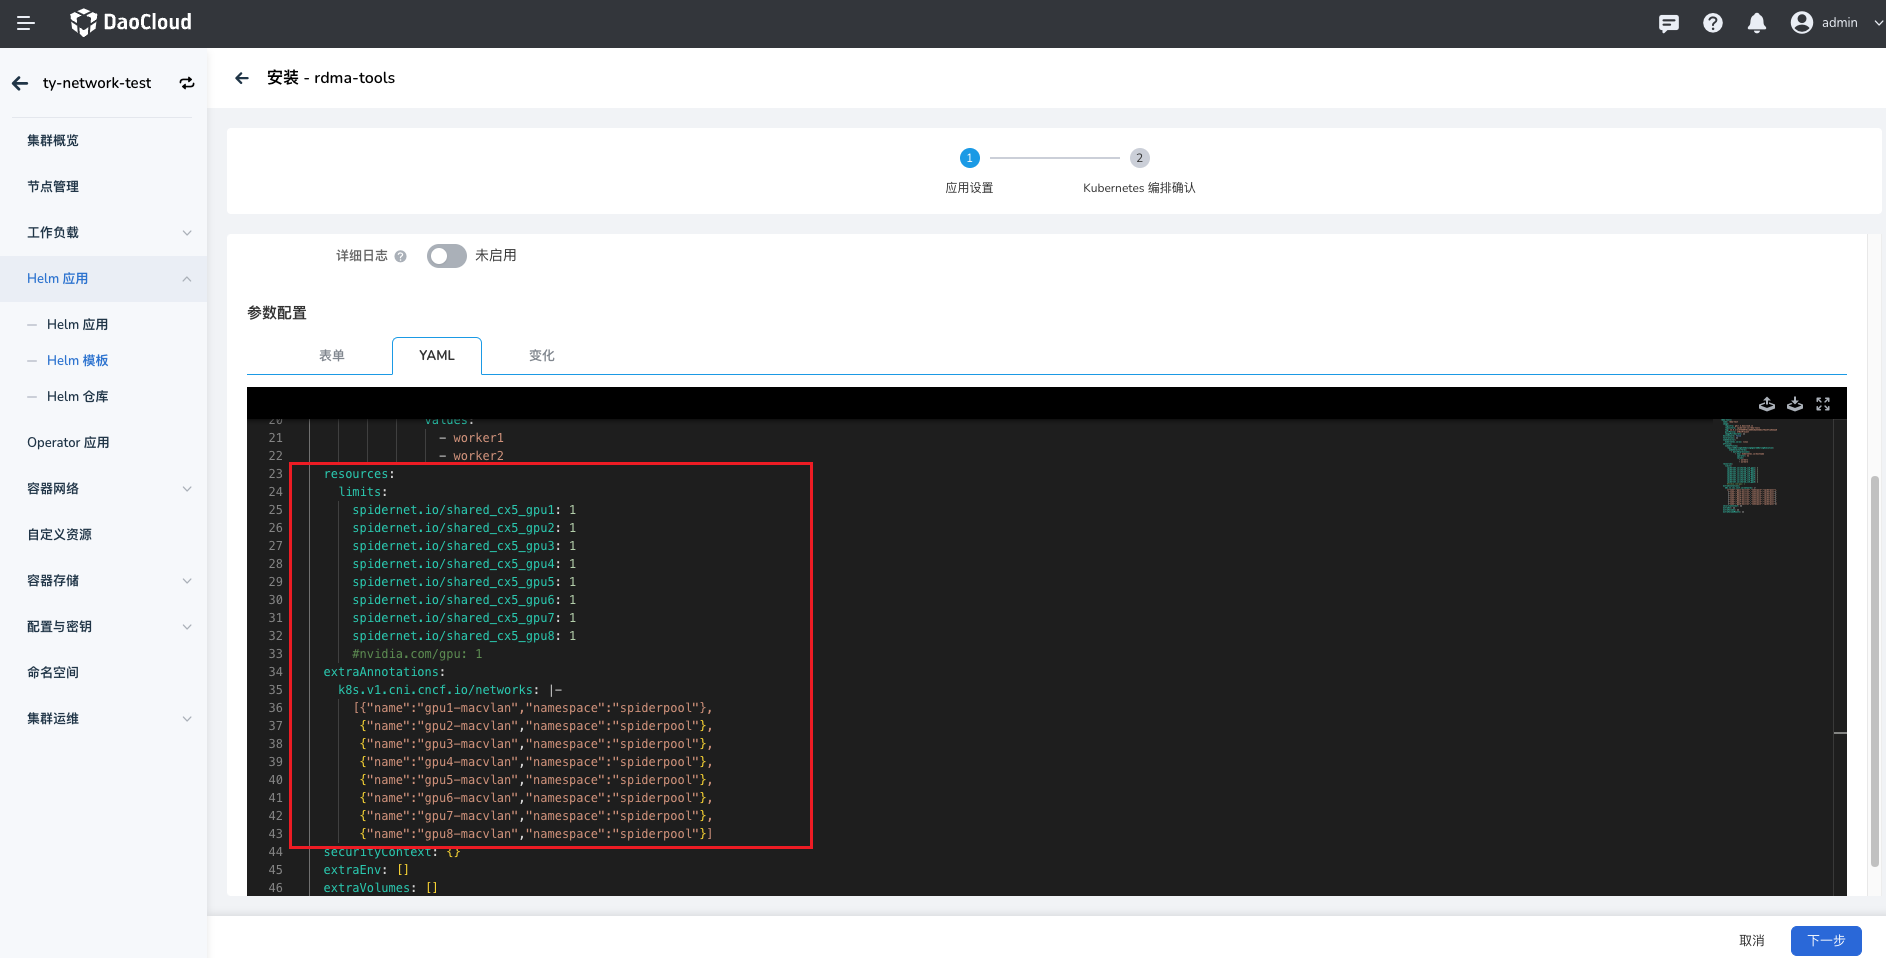 DaoCloud
admin
ty-network-test
安装 - rdma-tools
集群概览
节点管理
工作负载
Helm 应用
Helm 应用
Helm 模板
Helm 仓库
Operator 应用
容器网络
自定义资源
容器存储
配置与密钥
命名空间
集群运维
1
2
应用设置
Kubernetes 编排确认
详细日志
未启用
参数配置
表单
YAML
变化
20 values:
21 - worker1
22 - worker2
23 resources:
24 limits:
25 spidernet.io/shared_cx5_gpu1: 1
26 spidernet.io/shared_cx5_gpu2: 1
27 spidernet.io/shared_cx5_gpu3: 1
28 spidernet.io/shared_cx5_gpu4: 1
29 spidernet.io/shared_cx5_gpu5: 1
30 spidernet.io/shared_cx5_gpu6: 1
31 spidernet.io/shared_cx5_gpu7: 1
32 spidernet.io/shared_cx5_gpu8: 1
33 #nvidia.com/gpu: 1
34 extraAnnotations:
35 k8s.v1.cni.cncf.io/networks: |-
36 [{"name":"gpu1-macvlan","namespace":"spiderpool"},
37 {"name":"gpu2-macvlan","namespace":"spiderpool"},
38 {"name":"gpu3-macvlan","namespace":"spiderpool"},
39 {"name":"gpu4-macvlan","namespace":"spiderpool"},
40 {"name":"gpu5-macvlan","namespace":"spiderpool"},
41 {"name":"gpu6-macvlan","namespace":"spiderpool"},
42 {"name":"gpu7-macvlan","namespace":"spiderpool"},
43 {"name":"gpu8-macvlan","namespace":"spiderpool"}]
44 securityContext: {}
45 extraEnv: []
46 extraVolumes: []
取消
下一步